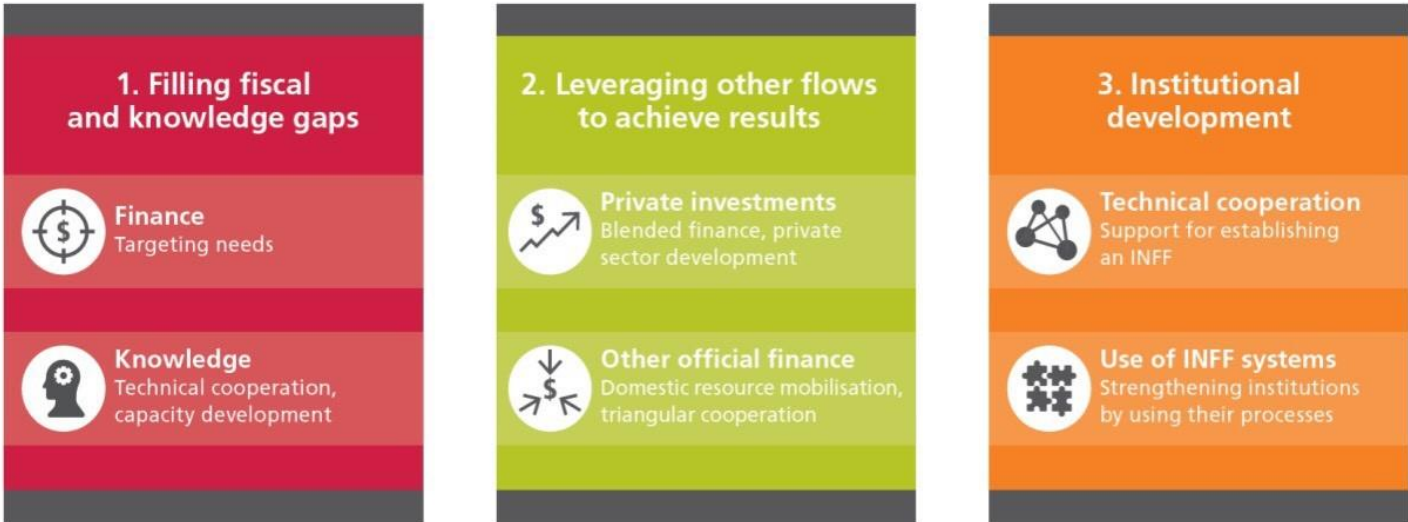 1. Filling fiscal
and knowledge gaps
$
Finance
Targeting needs
Knowledge
Technical cooperation,
capacity development
2. Leveraging other flows
to achieve results
$
Private investments
Blended finance, private
sector development
$
Other official finance
Domestic resource mobilisation,
triangular cooperation
3. Institutional
development
Technical cooperation
Support for establishing
an INFF
Use of INFF systems
Strengthening institutions
by using their processes